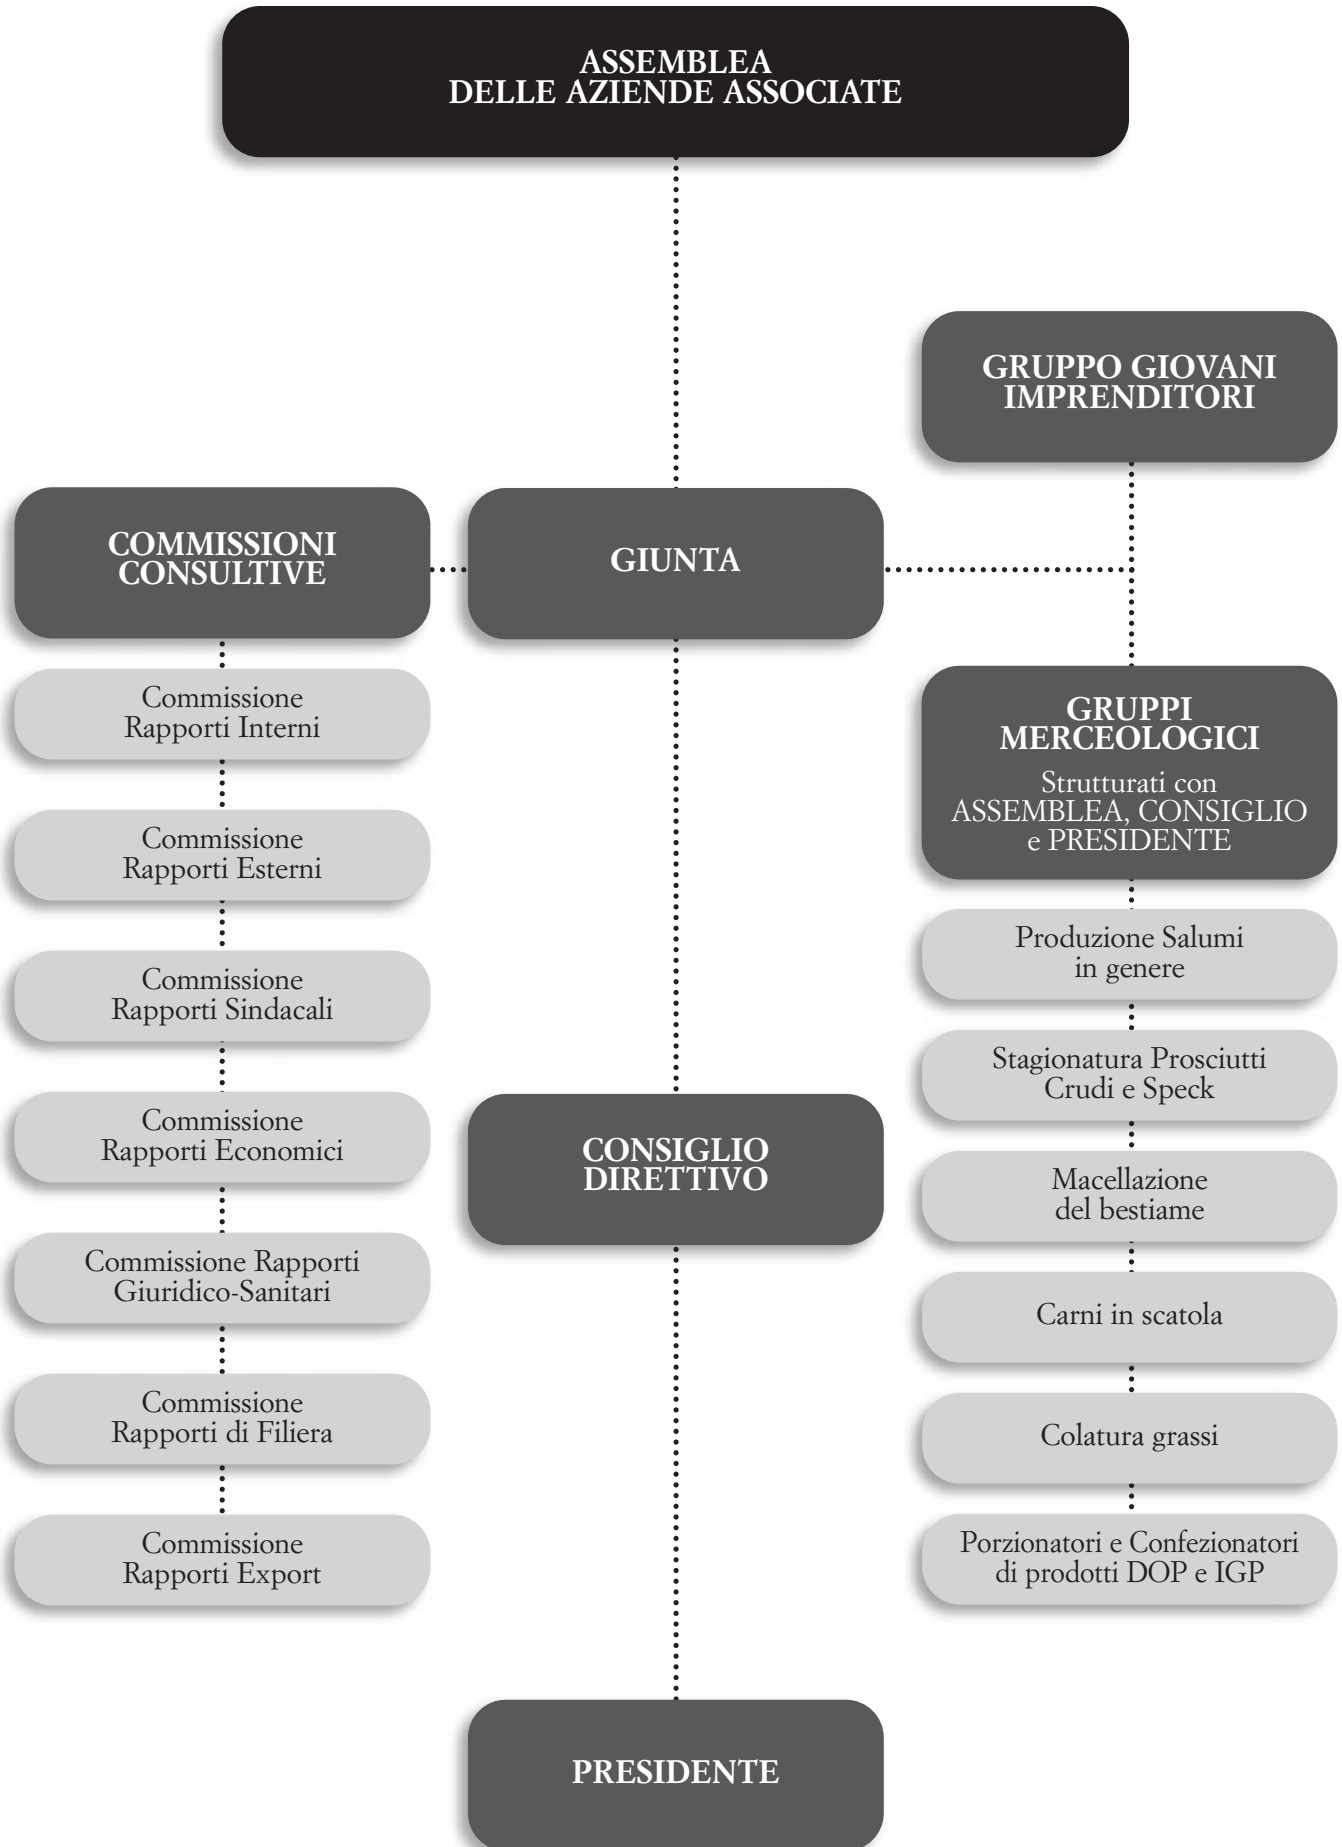 ASSEMBLEA
DELLE AZIENDE ASSOCIATE
GRUPPO GIOVANI
IMPRENDITORI
COMMISSIONI
CONSULTIVE
GIUNTA
Commissione
Rapporti Interni
Commissione
Rapporti Esterni
Commissione
Rapporti Sindacali
Commissione
Rapporti Economici
Commissione Rapporti
Giuridico-Sanitari
Commissione
Rapporti di Filiera
Commissione
Rapporti Export
GRUPPI
MERCEOLOGICI
Strutturati con
ASSEMBLEA, CONSIGLIO
e PRESIDENTE
Produzione Salumi
in genere
Stagionatura Prosciutti
Crudi e Speck
Macellazione
del bestiame
Carni in scatola
Colatura grassi
Porzionatori e Confezionatori
di prodotti DOP e IGP
CONSIGLIO
DIRETTIVO
PRESIDENTE